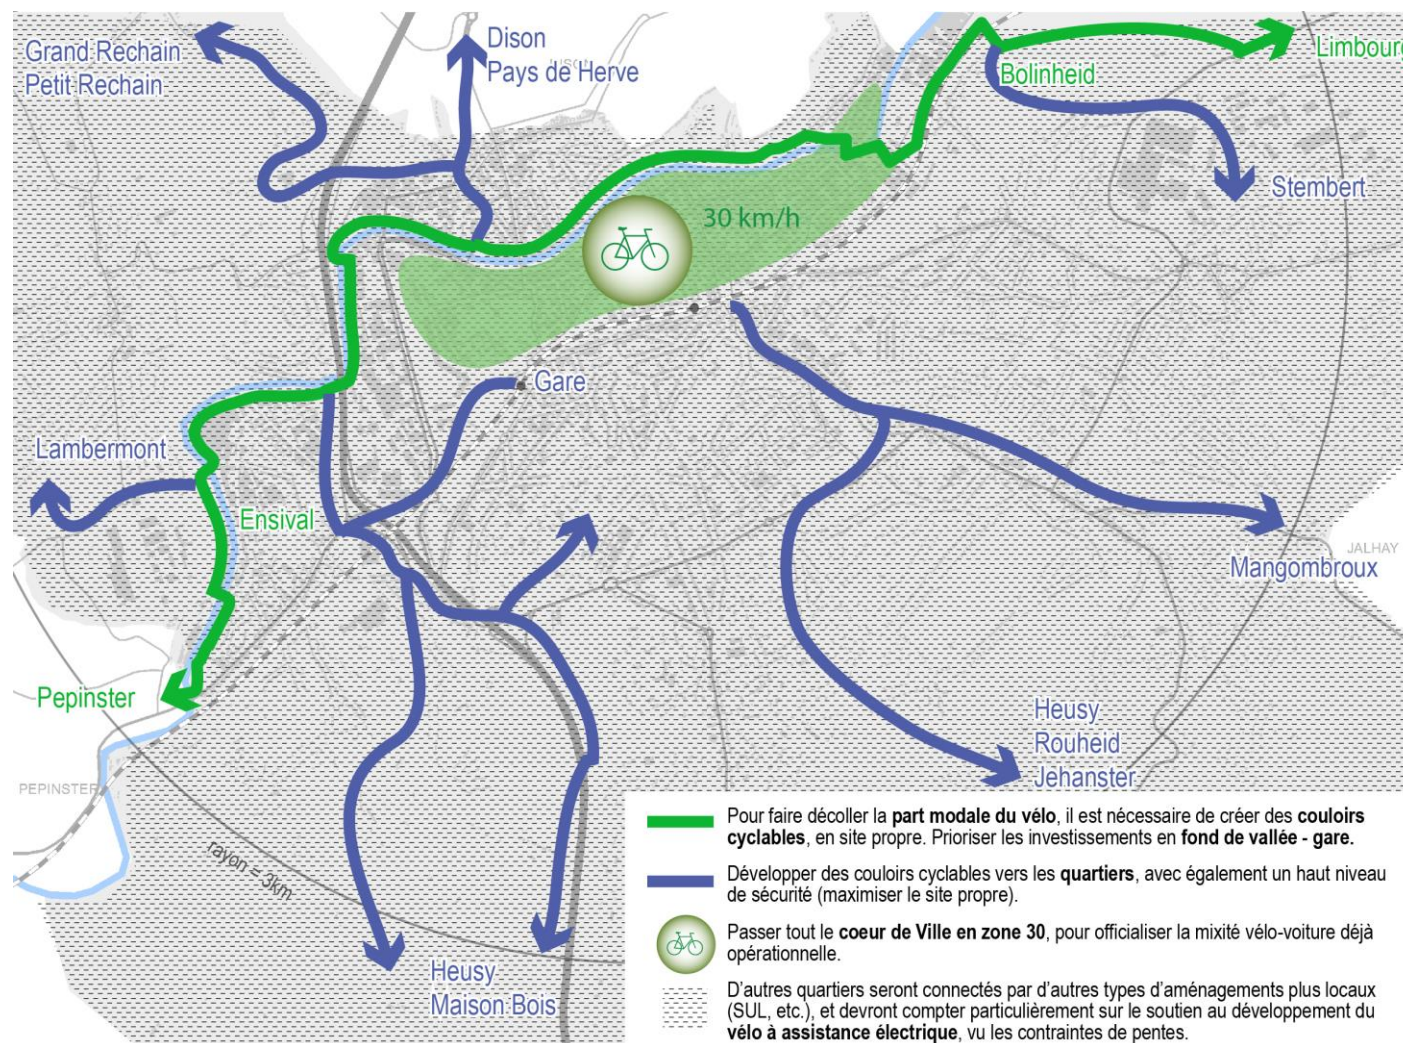 Grand Rechain
Petit Rechain
Dison
Pays de Herve
Limbourg
Bolinheid
Stembert
30 km/h
Gare
Lambermont
Ensival
JALHAY
Mangombroux
Pepinster
PEPINSTER
rayon = 3km
Heusy
Rouheid
Jehanster
Heusy
Maison Bois
Pour faire décoller la part modale du vélo, il est nécessaire de créer des couloirs
cyclables, en site propre. Prioriser les investissements en fond de vallée - gare.
Développer des couloirs cyclables vers les quartiers, avec également un haut niveau
de sécurité (maximiser le site propre).
Passer tout le coeur de Ville en zone 30, pour officialiser la mixité vélo-voiture déjà
opérationnelle.
D'autres quartiers seront connectés par d'autres types d'aménagements plus locaux
(SUL, etc.), et devront compter particulièrement sur le soutien au développement du
vélo à assistance électrique, vu les contraintes de pentes.